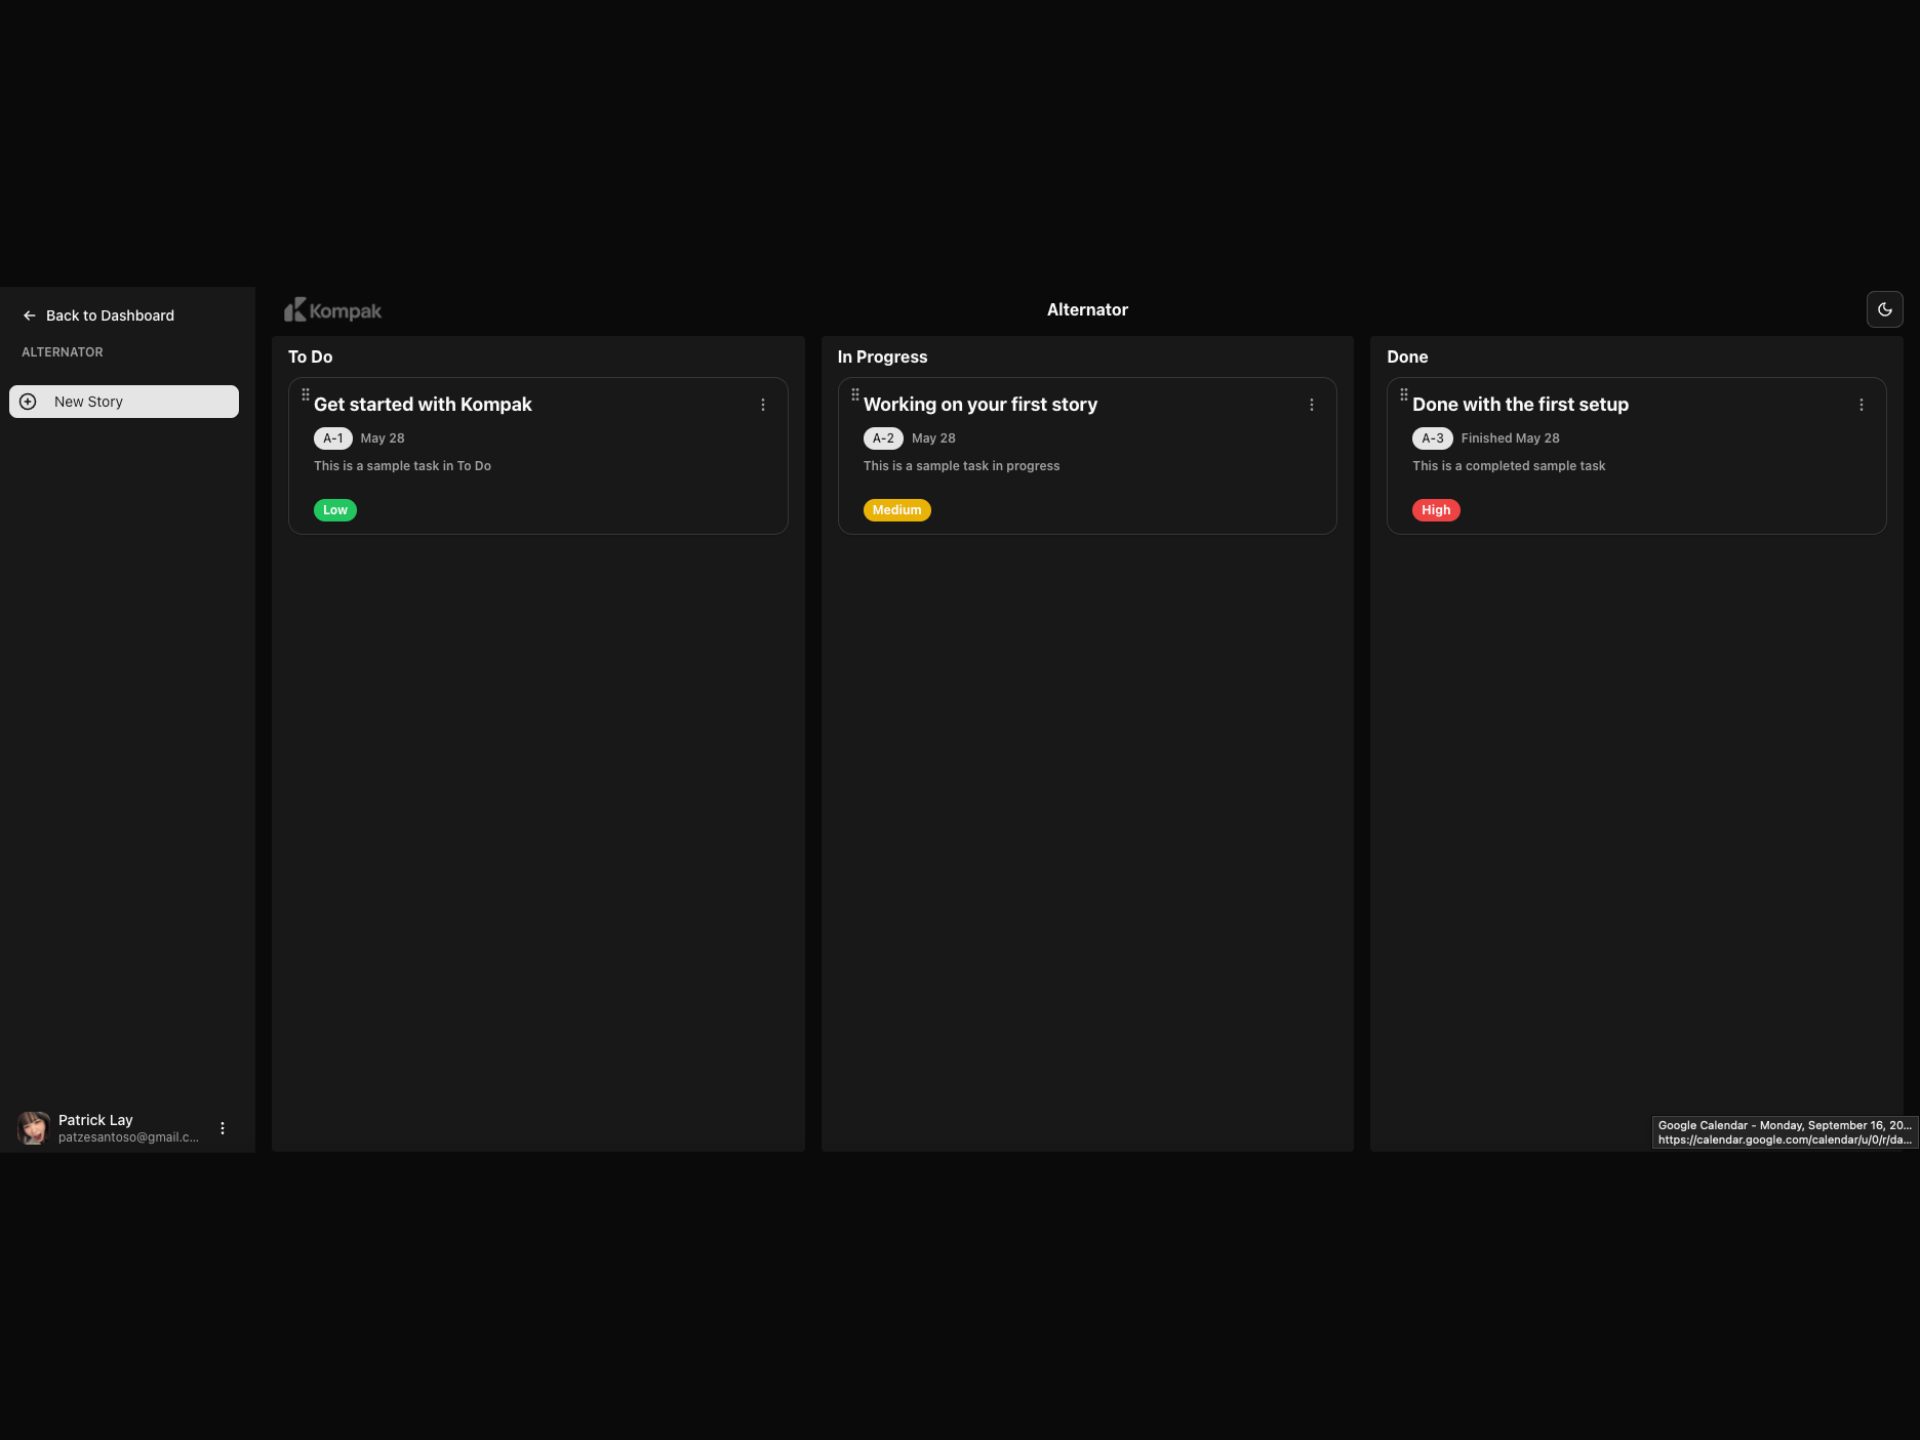 Back to Dashboard
ALTERNATOR
New Story
Patrick Lay
patzesantoso@gmail.c...
Kompak
Alternator
To Do
Get started with Kompak
A-1 May 28
This is a sample task in To Do
Low
In Progress
Working on your first story
A-2 May 28
This is a sample task in progress
Medium
Done
Done with the first setup
A-3 Finished May 28
This is a completed sample task
High
Google Calendar - Monday, September 16, 20...
https://calendar.google.com/calendar/u/0/r/da...